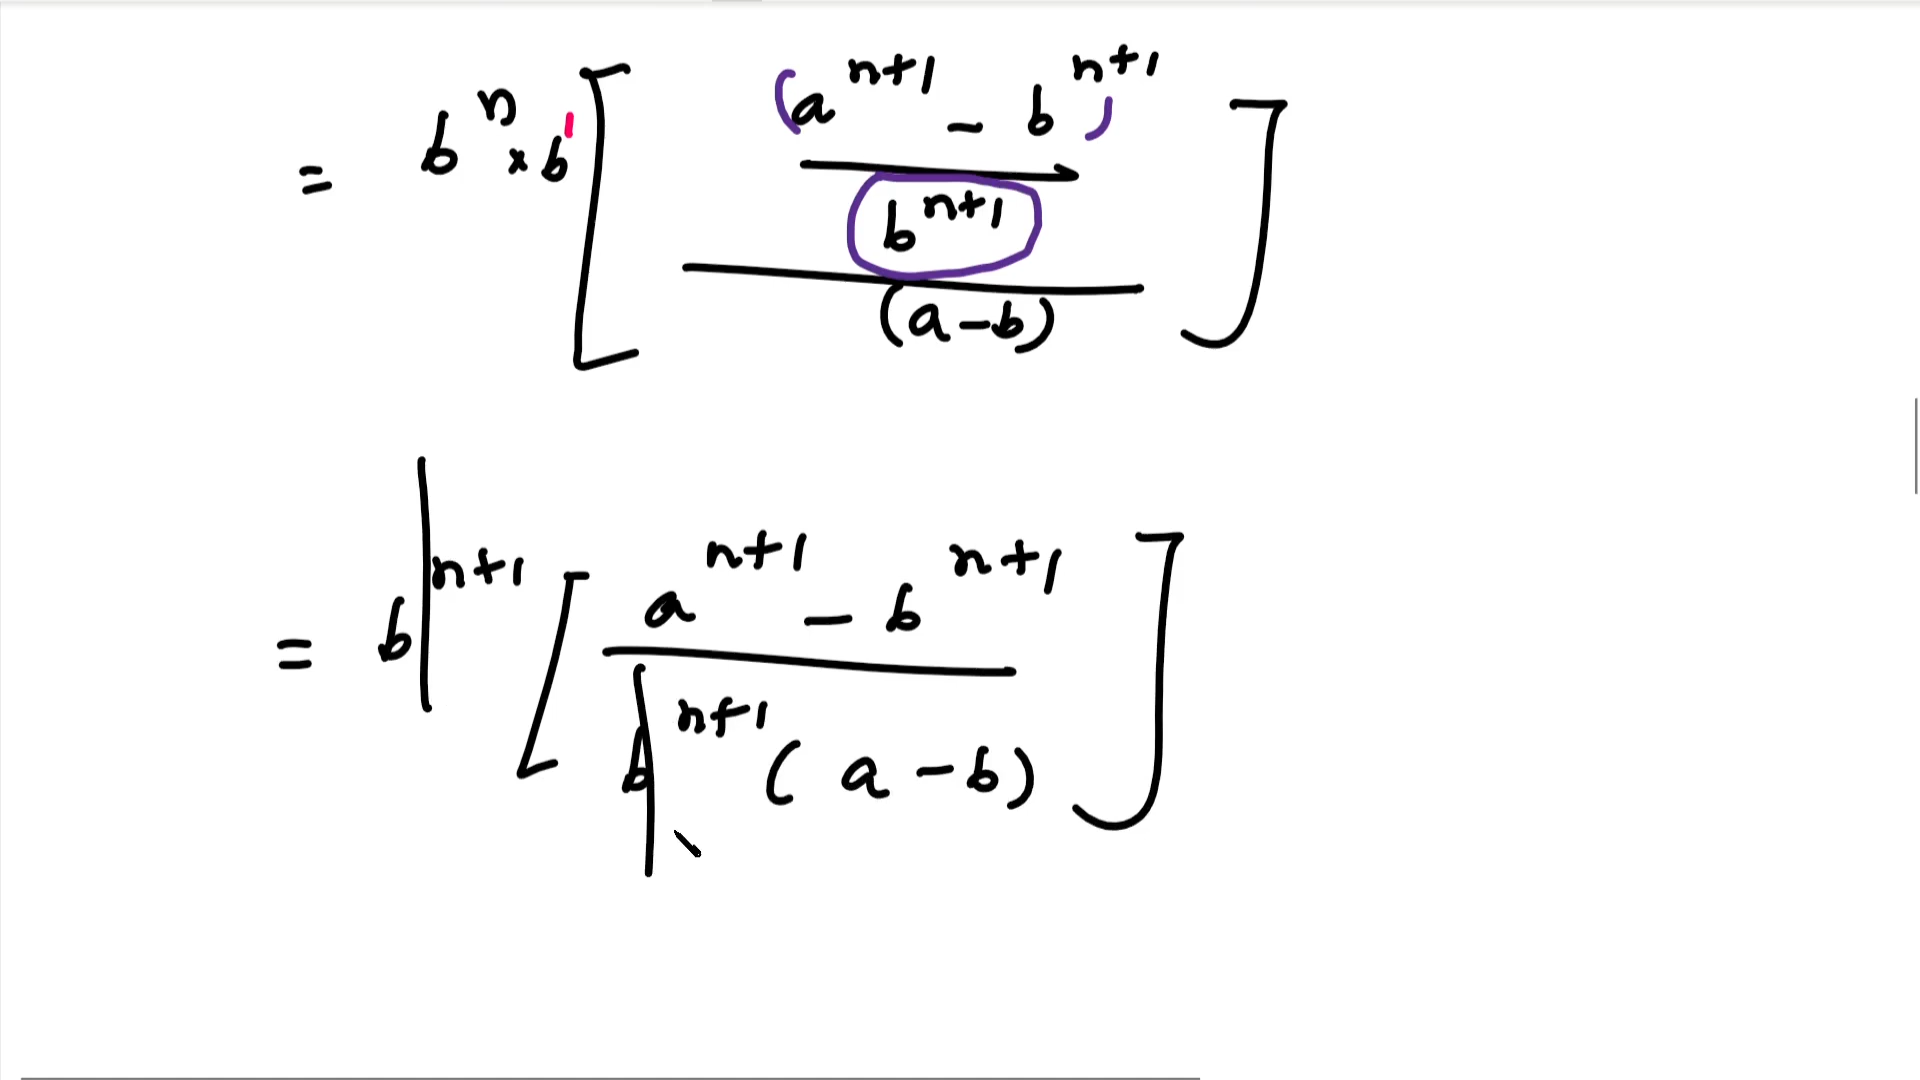 = b^n × b^1 [ ((a^{n+1} - b^{n+1}) / b^{n+1}) / (a-b) ]
= b^{n+1} [ (a^{n+1} - b^{n+1}) / (b^{n+1} (a-b)) ]